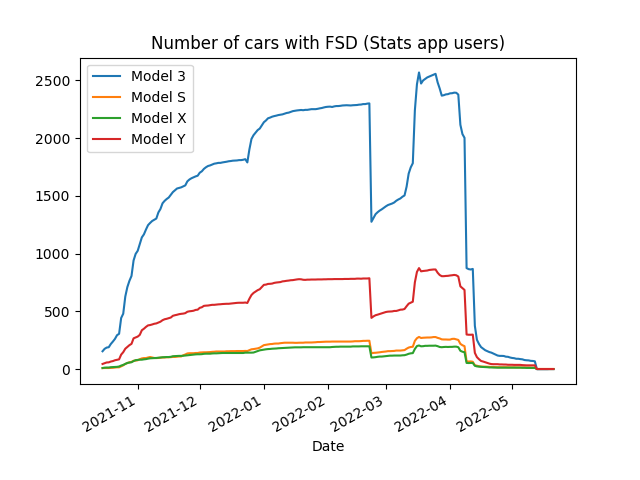 Number of cars with FSD (Stats app users)
Model 3
Model S
Model X
Model Y
2500
2000
1500
1000
500
0
2021-11
2021-12
2022-01
2022-02
2022-03
2022-04
2022-05
Date